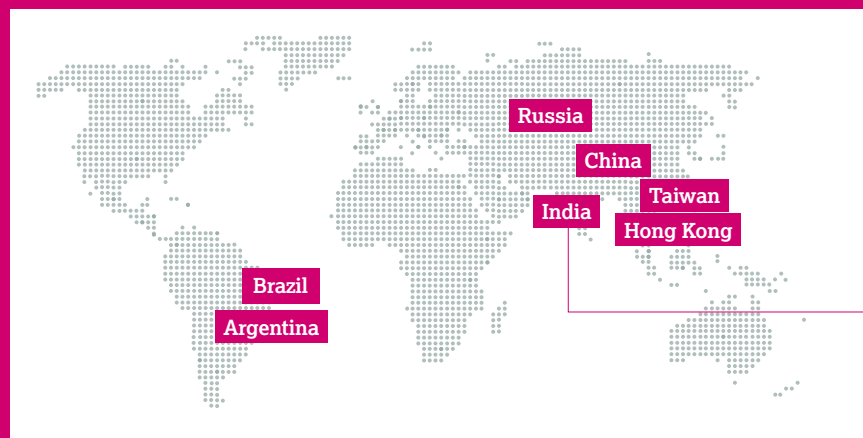 Russia
China
Taiwan
India
Hong Kong
Brazil
Argentina